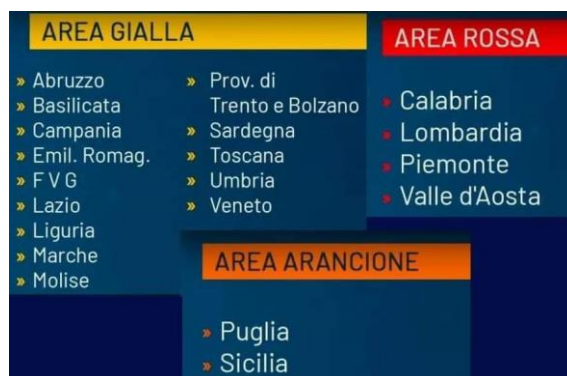 AREA GIALLA
» Abruzzo
» Basilicata
» Campania
» Emil. Romag.
» F V G
» Lazio
» Liguria
» Marche
» Molise
» Prov. di
Trento e Bolzano
» Sardegna
» Toscana
» Umbria
» Veneto
AREA ROSSA
» Calabria
» Lombardia
» Piemonte
» Valle d'Aosta
AREA ARANCIONE
» Puglia
» Sicilia